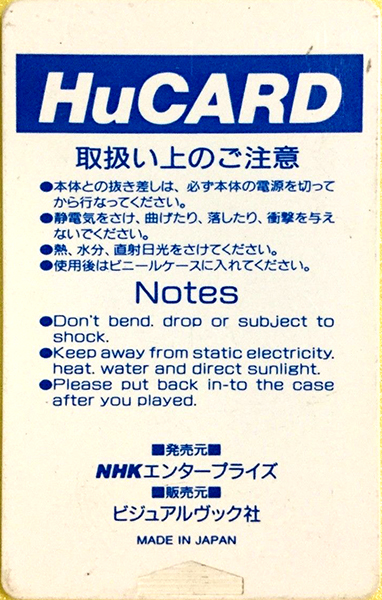 HuCARD
取扱い上のご注意
●本体との抜き差しは、必ず本体の電源を切って
から行なってください。
●静電気をさけ、曲げたり、落したり、衝撃を与え
ないでください。
●熱、水分、直射日光をさけてください。
●使用後はビニールケースに入れてください。
Notes
●Don't bend. drop or subject to
shock.
●Keep away from static electricity.
heat. water and direct sunlight.
●Please put back in-to the case
after you played.
■発売元■
NHKエンタープライズ
■販売元■
ビジュアルヴック社
MADE IN JAPAN